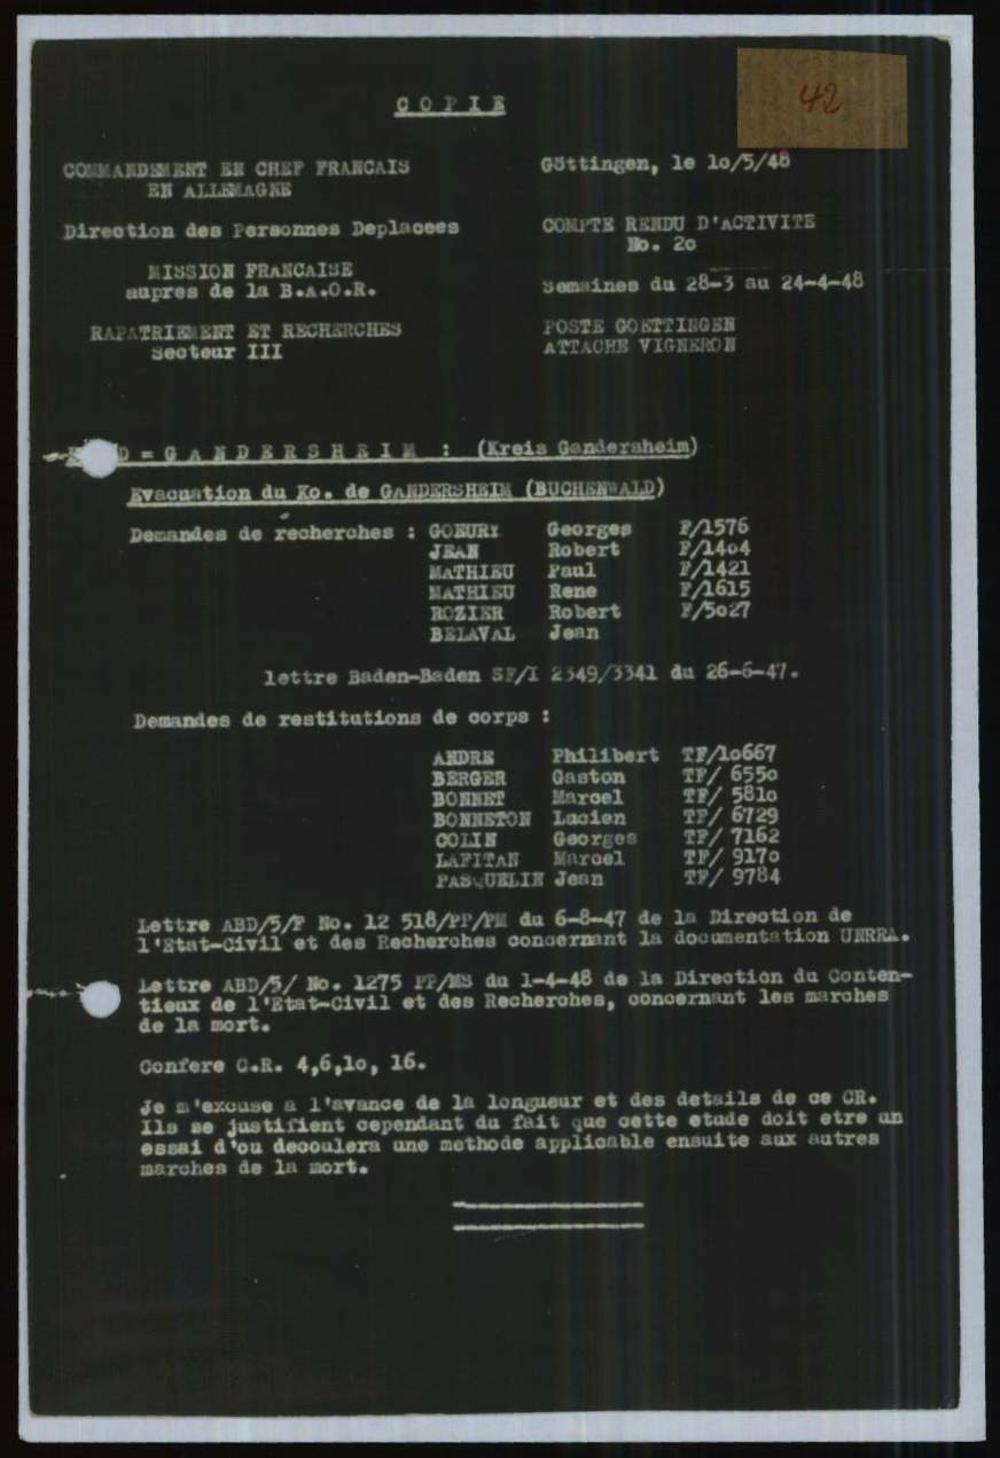 COPIE
42
COMMANDEMENT EN CHEF FRANCAIS
EN ALLEMAGNE
Göttingen, le 10/5/48
Direction des Personnes Deplacees
COMPTE RENDU D'ACTIVITE
No. 20
MISSION FRANCAISE
aupres de la B.A.O.R.
Semaines du 28-3 au 24-4-48
RAPATRIEMENT ET RECHERCHES
Secteur III
POSTE GOETTINGEN
ATTACHE VIGNERON
D = GANDERSHEIM : (Kreis Gandersheim)
Evacuation du Ko. de GANDERSHEIM (BUCHENWALD)
Demandes de recherches : GOEURY Georges F/1576
JEAN Robert F/1404
MATHIEU Paul F/1421
MATHIEU Rene F/1615
ROZIER Robert F/5027
BELAVAL Jean
lettre Baden-Baden SF/I 2349/3341 du 26-6-47.
Demandes de restitutions de corps :
ANDRE Philibert TF/10667
BERGER Gaston TF/ 6550
BONNET Marcel TF/ 5810
BONNETON Lucien TF/ 6729
COLIN Georges TF/ 7162
LAFITAN Marcel TF/ 9170
PASQUELIN Jean TF/ 9784
Lettre ABD/5/F No. 12 518/PP/PM du 6-8-47 de la Direction de
l'Etat-Civil et des Recherches concernant la documentation UNRRA.
Lettre ABD/5/ No. 1275 PP/MS du 1-4-48 de la Direction du Conten-
tieux de l'Etat-Civil et des Recherches, concernant les marches
de la mort.
Confere C.R. 4,6,10, 16.
Je m'excuse a l'avance de la longueur et des details de ce CR.
Ils se justifient cependant du fait que cette etude doit etre un
essai d'ou decoulera une methode applicable ensuite aux autres
marches de la mort.